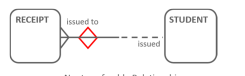 RECEIPT
issued to
STUDENT
issued